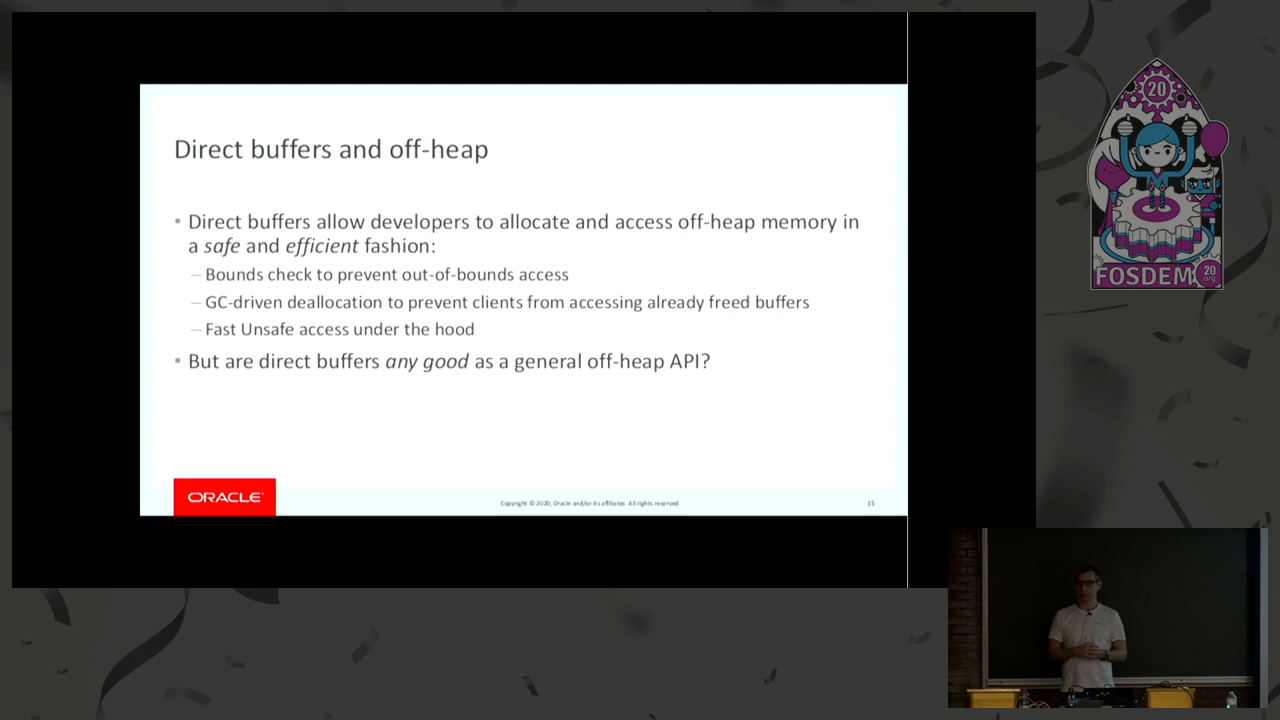 Direct buffers and off-heap
• Direct buffers allow developers to allocate and access off-heap memory in
a safe and efficient fashion:
– Bounds check to prevent out-of-bounds access
– GC-driven deallocation to prevent clients from accessing already freed buffers
– Fast Unsafe access under the hood
• But are direct buffers any good as a general off-heap API?
ORACLE
Copyright © 2020, Oracle and/or its affiliates. All rights reserved.
15
20
FOSDEM
20
.org